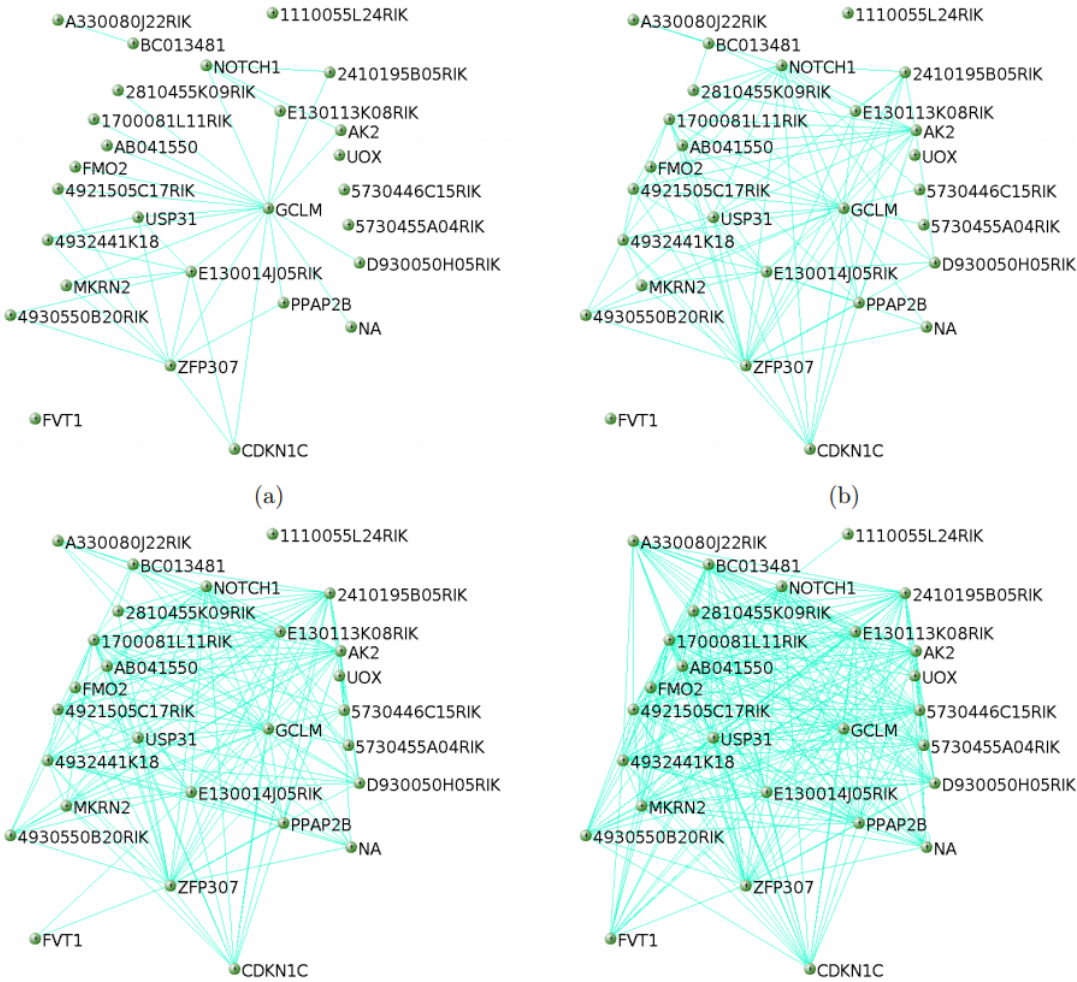 A330080J22RIK
1110055L24RIK
BC013481
NOTCH1
2410195B05RIK
2810455K09RIK
E130113K08RIK
1700081L11RIK
AK2
AB041550
UOX
FMO2
4921505C17RIK
5730446C15RIK
GCLM
USP31
5730455A04RIK
4932441K18
D930050H05RIK
E130014J05RIK
MKRN2
PPAP2B
4930550B20RIK
NA
ZFP307
FVT1
CDKN1C
(a)
A330080J22RIK
1110055L24RIK
BC013481
NOTCH1
2410195B05RIK
2810455K09RIK
E130113K08RIK
1700081L11RIK
AK2
AB041550
UOX
FMO2
4921505C17RIK
5730446C15RIK
GCLM
USP31
5730455A04RIK
4932441K18
D930050H05RIK
E130014J05RIK
MKRN2
PPAP2B
4930550B20RIK
NA
ZFP307
FVT1
CDKN1C
(b)
A330080J22RIK
1110055L24RIK
BC013481
NOTCH1
2410195B05RIK
2810455K09RIK
E130113K08RIK
1700081L11RIK
AK2
AB041550
UOX
FMO2
4921505C17RIK
5730446C15RIK
GCLM
USP31
5730455A04RIK
4932441K18
D930050H05RIK
E130014J05RIK
MKRN2
PPAP2B
4930550B20RIK
NA
ZFP307
FVT1
CDKN1C
A330080J22RIK
1110055L24RIK
BC013481
NOTCH1
2410195B05RIK
2810455K09RIK
E130113K08RIK
1700081L11RIK
AK2
AB041550
UOX
FMO2
4921505C17RIK
5730446C15RIK
GCLM
USP31
5730455A04RIK
4932441K18
D930050H05RIK
E130014J05RIK
MKRN2
PPAP2B
4930550B20RIK
NA
ZFP307
FVT1
CDKN1C